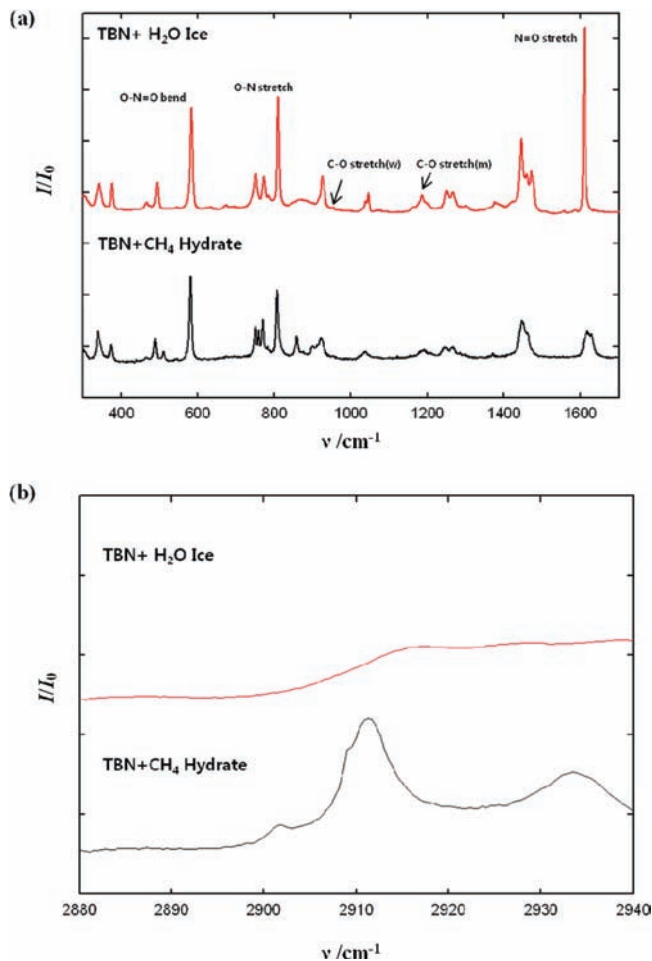 (a)
TBN+ H₂O Ice
N=O stretch
O-N=O bend
O-N stretch
C-O stretch(w)
C-O stretch(m)
I/I₀
TBN+CH₄ Hydrate
400 600 800 1000 1200 1400 1600
ν /cm⁻¹
(b)
TBN+ H₂O Ice
I/I₀
TBN+CH₄ Hydrate
2880 2890 2900 2910 2920 2930 2940
ν /cm⁻¹